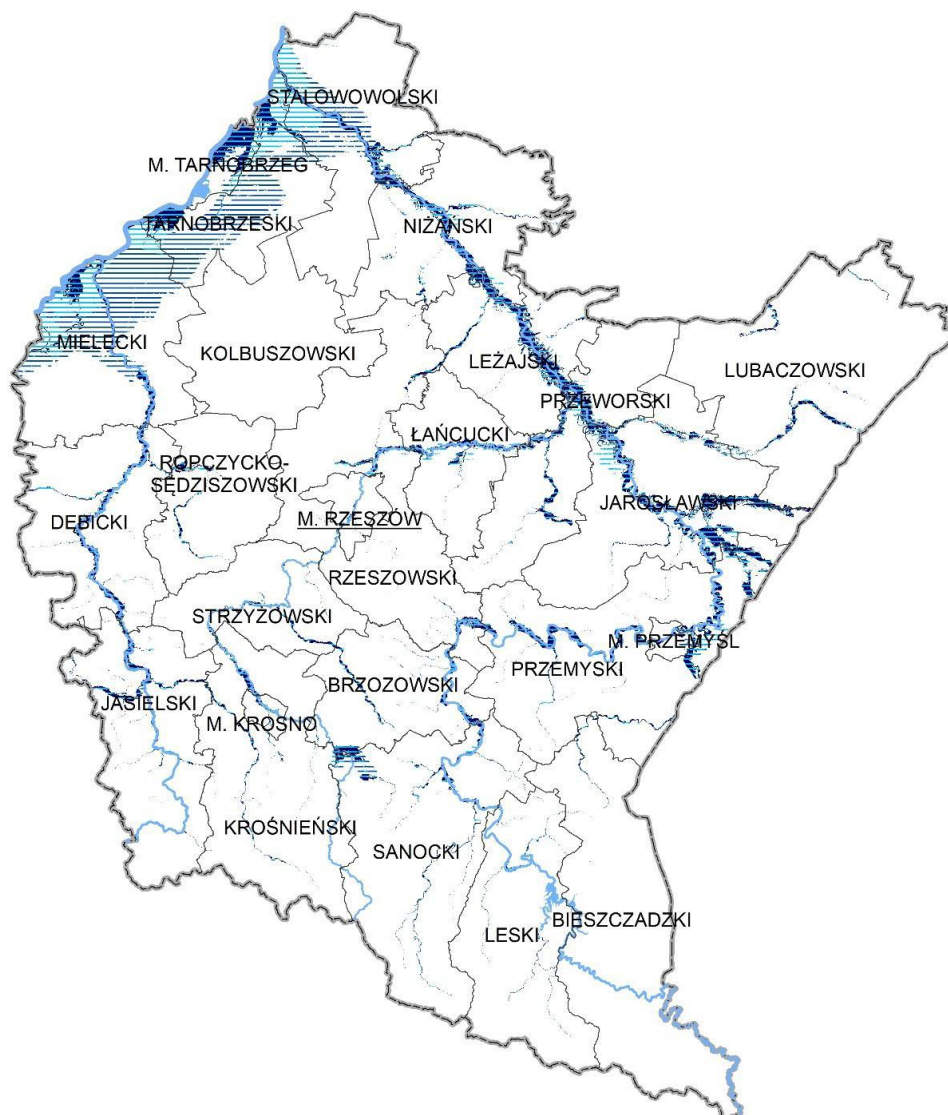 STALOWOWOLSKI
M. TARNOBRZEG
TARNOBRZESKI
NIŻAŃSKI
MIELECKI
KOLBUSZOWSKI
LEŻAJSKI
LUBACZOWSKI
PRZEWORSKI
ŁAŃCUCKI
ROPCZYCKO-
SĘDZISZOWSKI
JAROSŁAWSKI
DĘBICKI
M. RZESZÓW
RZESZOWSKI
STRZYŻOWSKI
M. PRZEMYŚL
PRZEMYSKI
BRZOZOWSKI
JASIELSKI
M. KROSNO
KROŚNIEŃSKI
SANOCKI
BIESZCZADZKI
LESKI